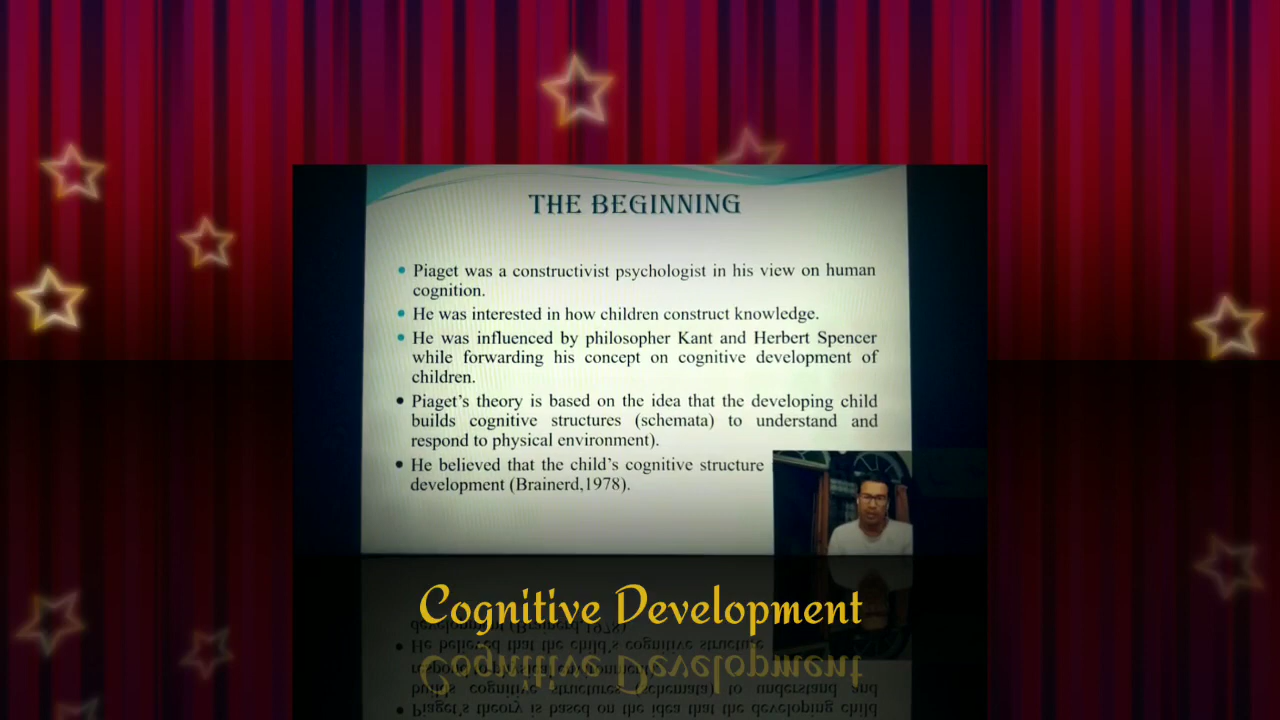 THE BEGINNING
• Piaget was a constructivist psychologist in his view on human
cognition.
• He was interested in how children construct knowledge.
• He was influenced by philosopher Kant and Herbert Spencer
while forwarding his concept on cognitive development of
children.
• Piaget's theory is based on the idea that the developing child
builds cognitive structures (schemata) to understand and
respond to physical environment).
• He believed that the child's cognitive structure
development (Brainerd,1978).
Cognitive Development